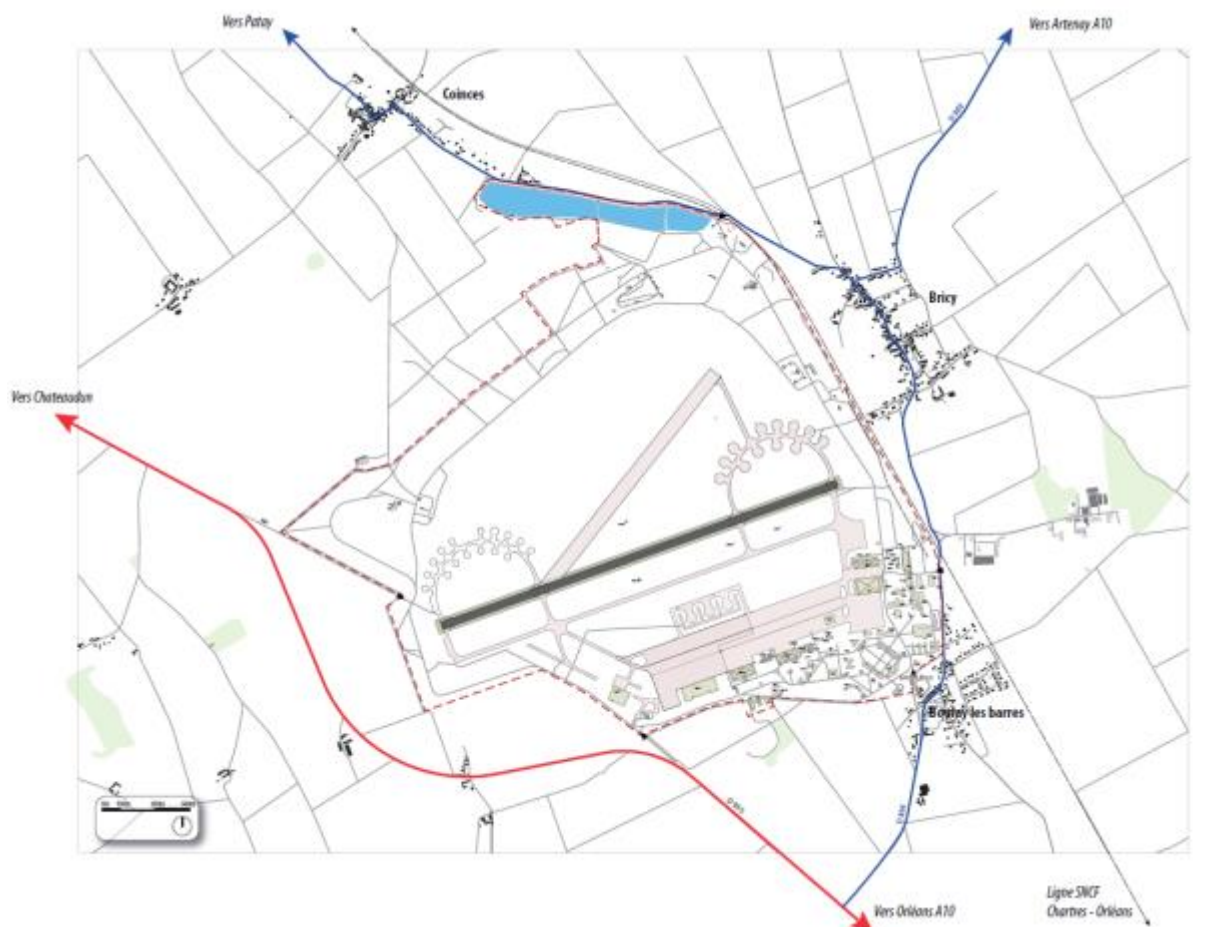 Vers Patay
Vers Artenay A10
Coinces
Bricy
Vers Chateaudun
Boulay les barres
Vers Orléans A10
Ligne SNCF
Chartres - Orléans